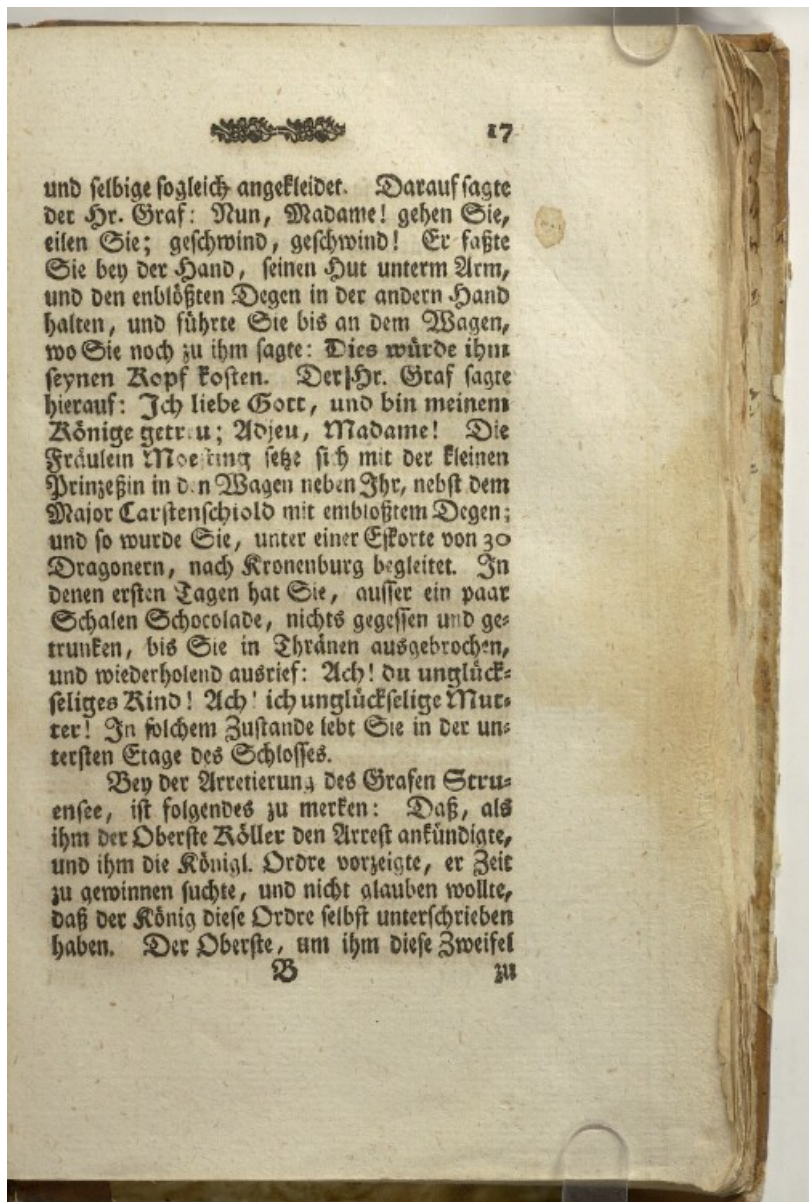 17
und selbige sogleich angekleidet. Darauf sagte
der Hr. Graf: Nun, Madame! gehen Sie,
eilen Sie; geschwind, geschwind! Er faßte
Sie bey der Hand, seinen Hut unterm Arm,
und den enblößten Degen in der andern Hand
halten, und führte Sie bis an dem Wagen,
wo Sie noch zu ihm sagte: Dies würde ihm
seynen Kopf kosten. Der Hr. Graf sagte
hierauf: Ich liebe Gott, und bin meinem
Könige getreu; Adjeu, Madame! Die
Fräulein Moesting setze sich mit der kleinen
Prinzeßin in den Wagen neben Ihr, nebst dem
Major Carstenschiold mit embloßtem Degen;
und so wurde Sie, unter einer Eskorte von 30
Dragonern, nach Kronenburg begleitet. In
denen ersten Tagen hat Sie, ausser ein paar
Schalen Schocolade, nichts gegessen und ge-
trunken, bis Sie in Thränen ausgebrochen,
und wiederholend ausrief: Ach! du unglück-
seliges Kind! Ach! ich unglückselige Mut-
ter! In solchem Zustande lebt Sie in der un-
tersten Etage des Schlosses.
Bey der Arretierung des Grafen Stru-
ensee, ist folgendes zu merken: Daß, als
ihm der Oberste Köller den Arrest ankündigte,
und ihm die Königl. Ordre vorzeigte, er Zeit
zu gewinnen suchte, und nicht glauben wollte,
daß der König diese Ordre selbst unterschrieben
haben. Der Oberste, um ihm diese Zweifel
B zu